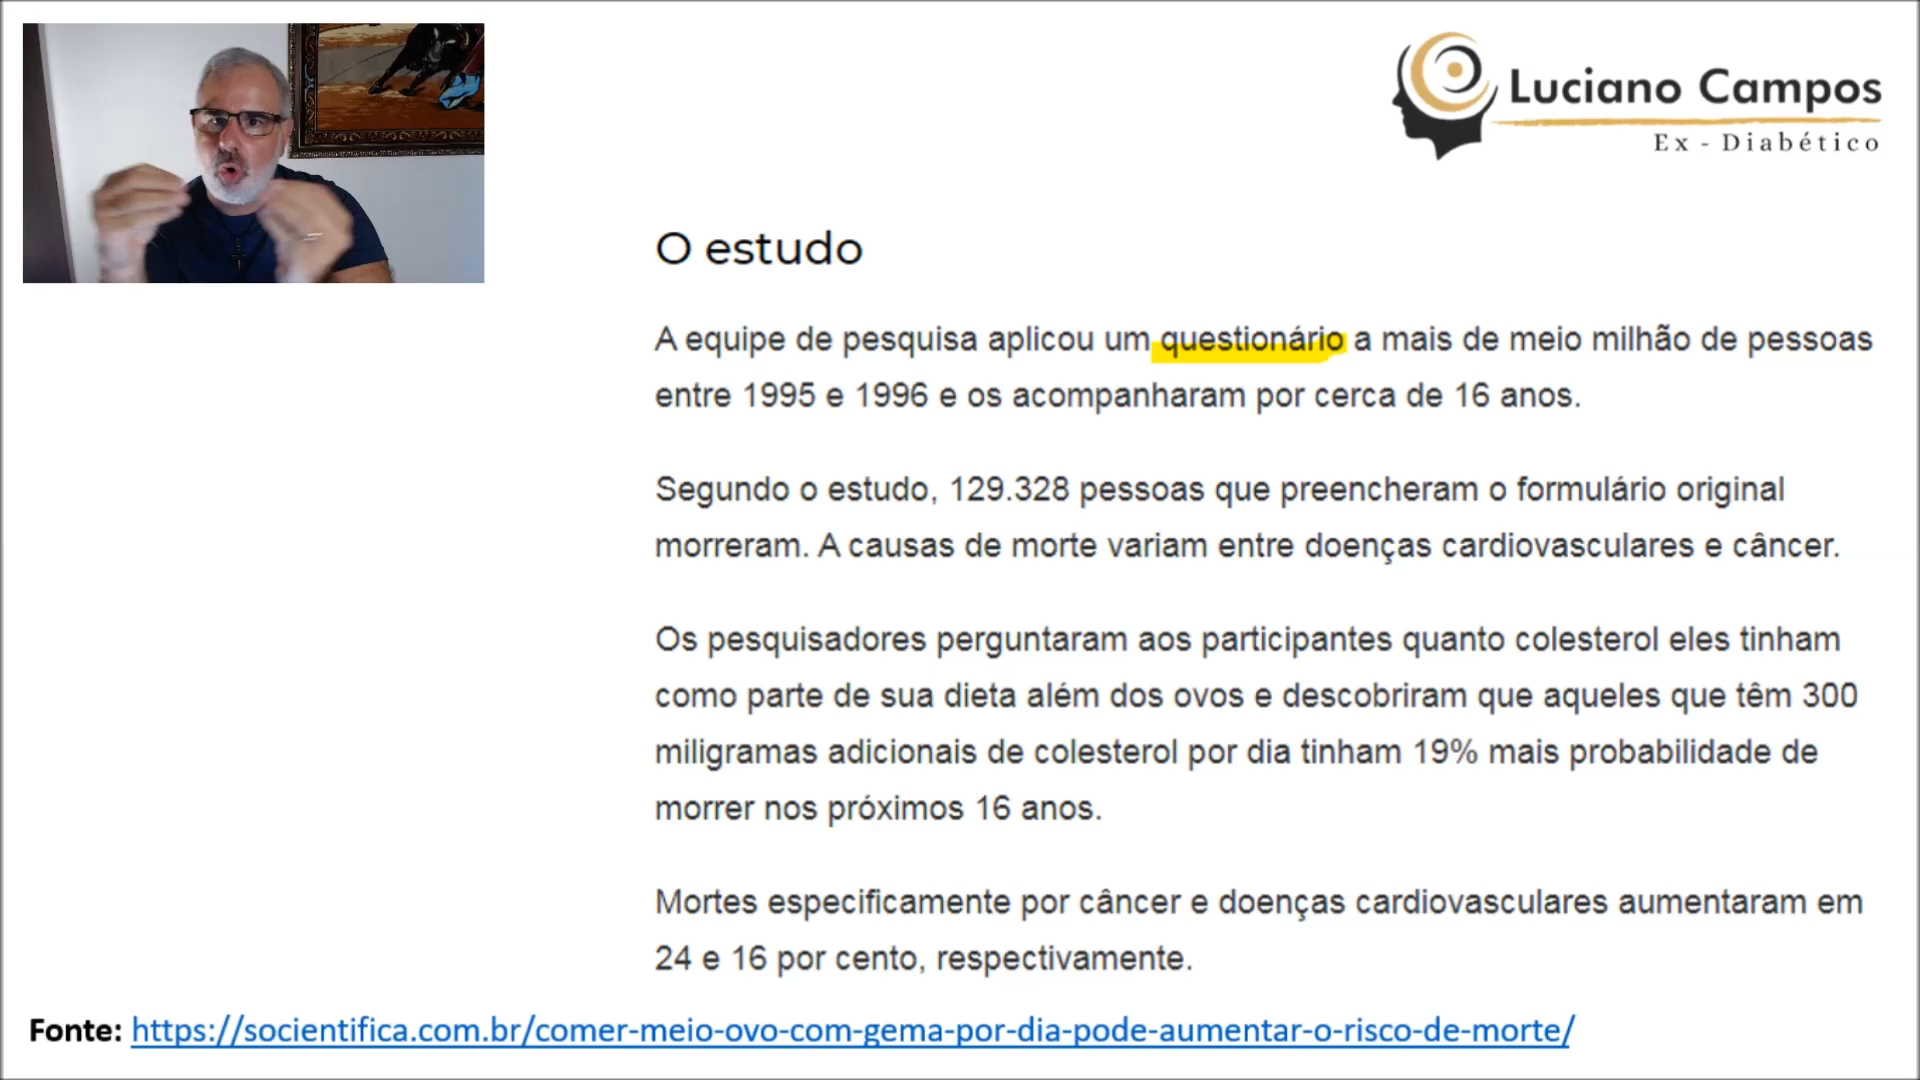 Luciano Campos
Ex - Diabético
O estudo
A equipe de pesquisa aplicou um questionário a mais de meio milhão de pessoas
entre 1995 e 1996 e os acompanharam por cerca de 16 anos.
Segundo o estudo, 129.328 pessoas que preencheram o formulário original
morreram. A causas de morte variam entre doenças cardiovasculares e câncer.
Os pesquisadores perguntaram aos participantes quanto colesterol eles tinham
como parte de sua dieta além dos ovos e descobriram que aqueles que têm 300
miligramas adicionais de colesterol por dia tinham 19% mais probabilidade de
morrer nos próximos 16 anos.
Mortes especificamente por câncer e doenças cardiovasculares aumentaram em
24 e 16 por cento, respectivamente.
Fonte: https://socientifica.com.br/comer-meio-ovo-com-gema-por-dia-pode-aumentar-o-risco-de-morte/